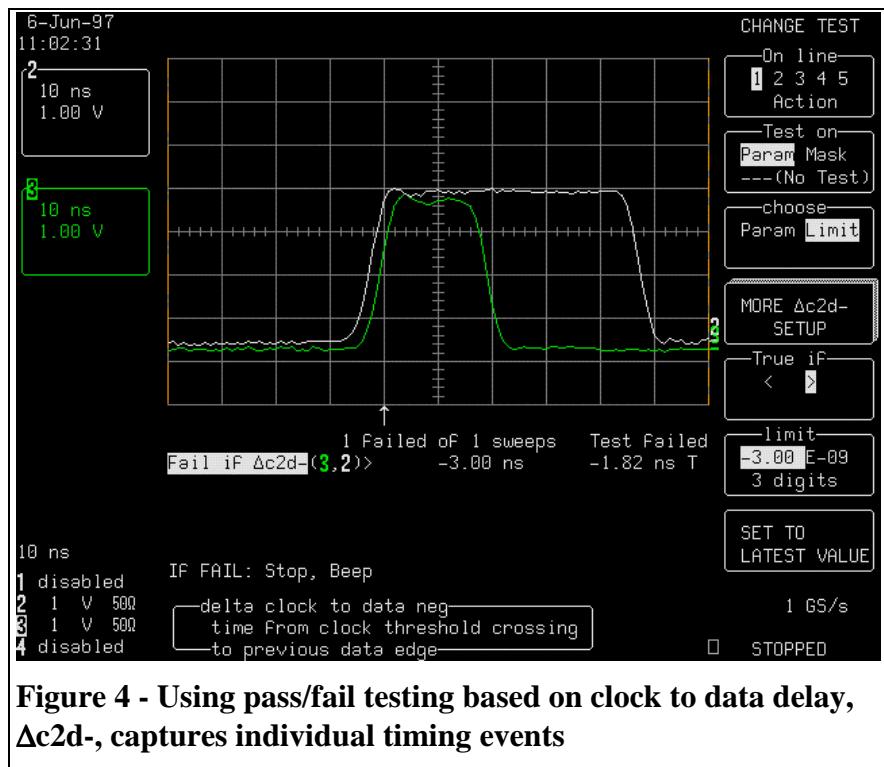 6-Jun-97
11:02:31
2
10 ns
1.00 V
3
10 ns
1.00 V
3
2
1 Failed of 1 sweeps Test Failed
Fail if Δc2d-(3,2)> -3.00 ns -1.82 ns T
10 ns
1 disabled
2 1 V 50Ω
3 1 V 50Ω
4 disabled
IF FAIL: Stop, Beep
delta clock to data neg
time from clock threshold crossing
to previous data edge
CHANGE TEST
On line
1 2 3 4 5
Action
Test on
Param Mask
---(No Test)
choose
Param Limit
MORE Δc2d-
SETUP
True if
< >
limit
-3.00 E-09
3 digits
SET TO
LATEST VALUE
1 GS/s
STOPPED
Figure 4 - Using pass/fail testing based on clock to data delay,
Δc2d-, captures individual timing events